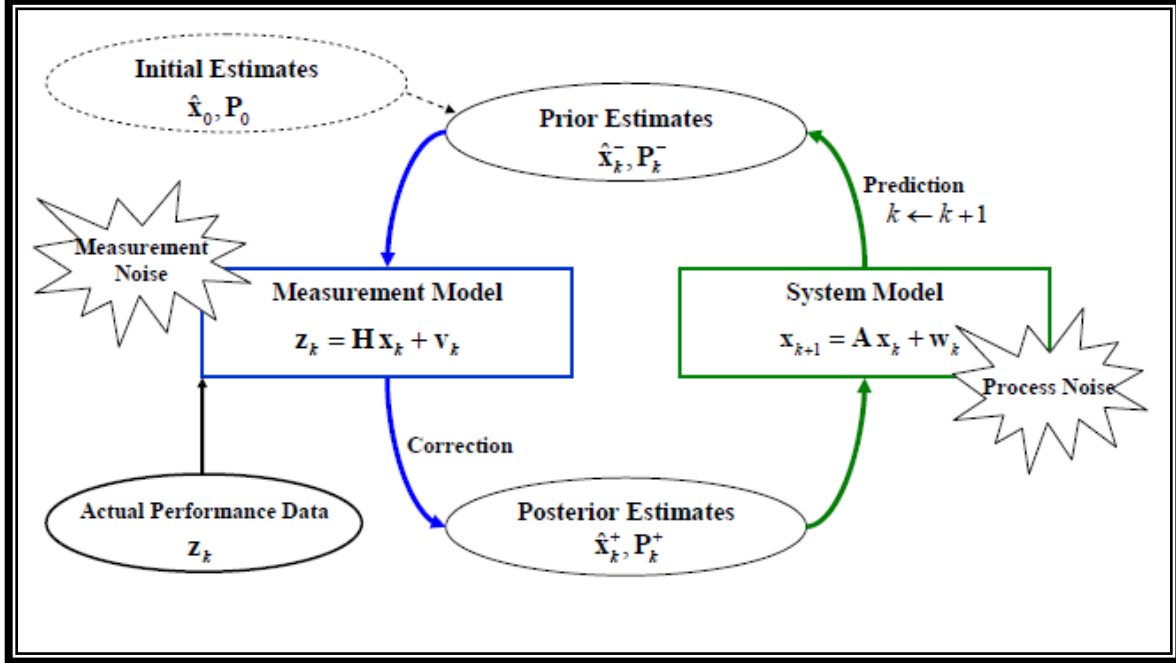 Initial Estimates
x̂₀, P₀
Prior Estimates
x̂ₖ⁻, Pₖ⁻
Prediction
k ← k+1
Measurement
Noise
Measurement Model
zₖ = H xₖ + vₖ
System Model
xₖ₊₁ = A xₖ + wₖ
Process Noise
Correction
Actual Performance Data
zₖ
Posterior Estimates
x̂ₖ⁺, Pₖ⁺